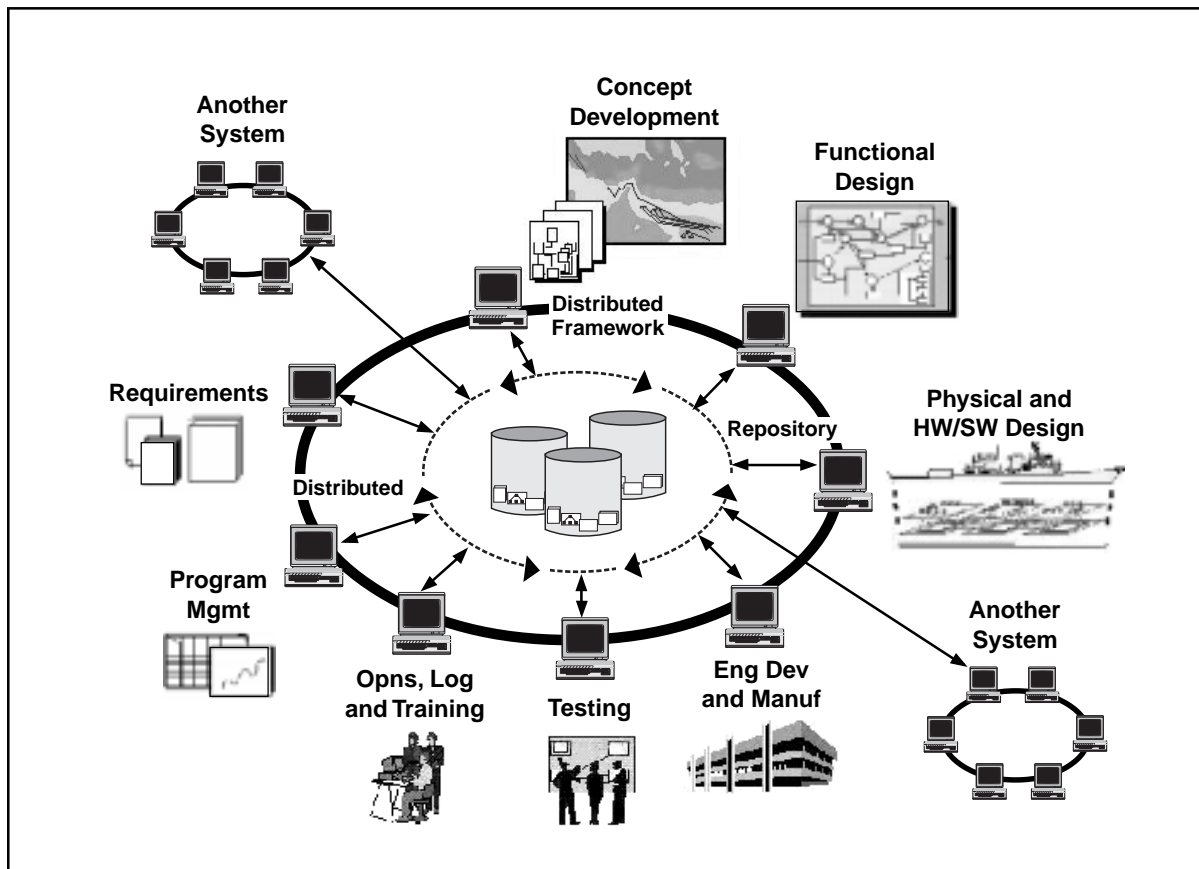 Concept
Development
Another
System
Functional
Design
Distributed
Framework
Requirements
Physical and
HW/SW Design
Repository
Distributed
Program
Mgmt
Another
System
Opns, Log
and Training
Testing
Eng Dev
and Manuf